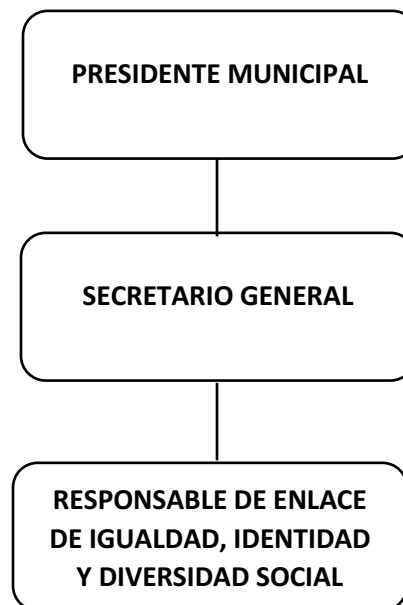 PRESIDENTE MUNICIPAL
SECRETARIO GENERAL
RESPONSABLE DE ENLACE
DE IGUALDAD, IDENTIDAD
Y DIVERSIDAD SOCIAL